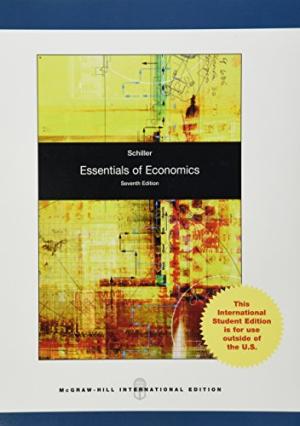 Schiller
Essentials of Economics
Seventh Edition
This
International
Student Edition
is for use
outside of
the U.S.
McGRAW-HILL INTERNATIONAL EDITION